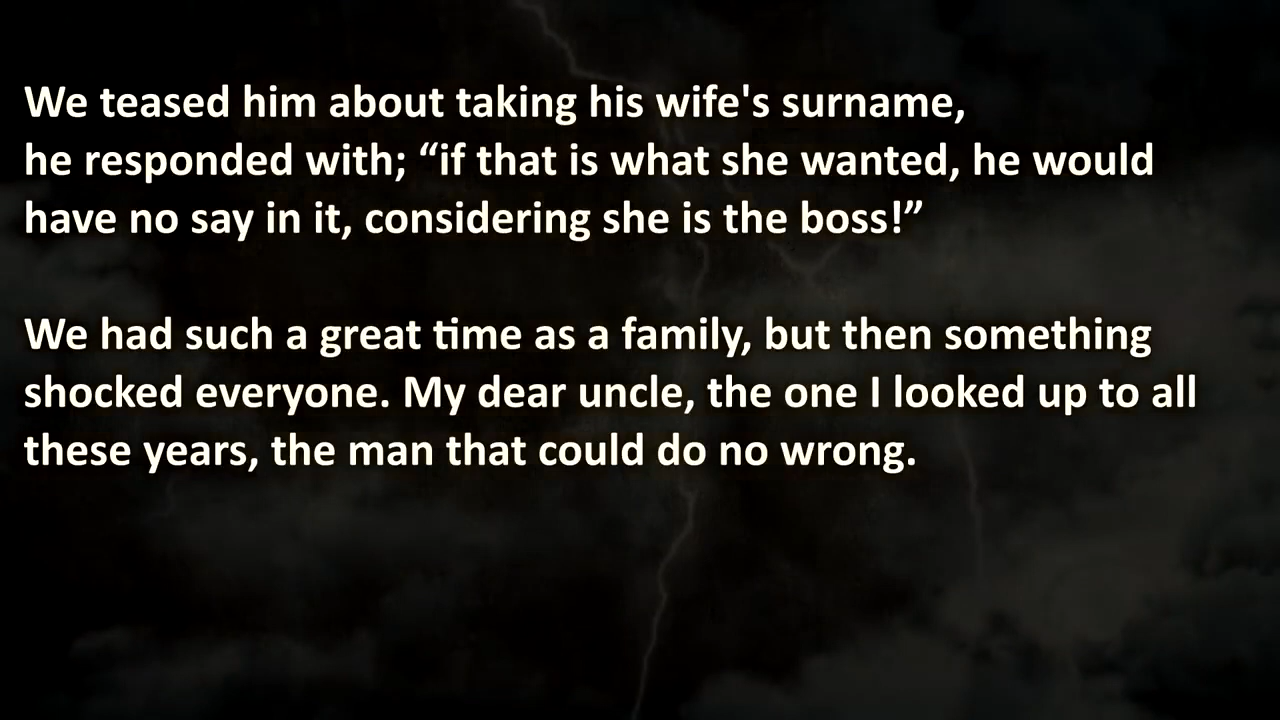 We teased him about taking his wife's surname,
he responded with; “if that is what she wanted, he would
have no say in it, considering she is the boss!”
We had such a great time as a family, but then something
shocked everyone. My dear uncle, the one I looked up to all
these years, the man that could do no wrong.